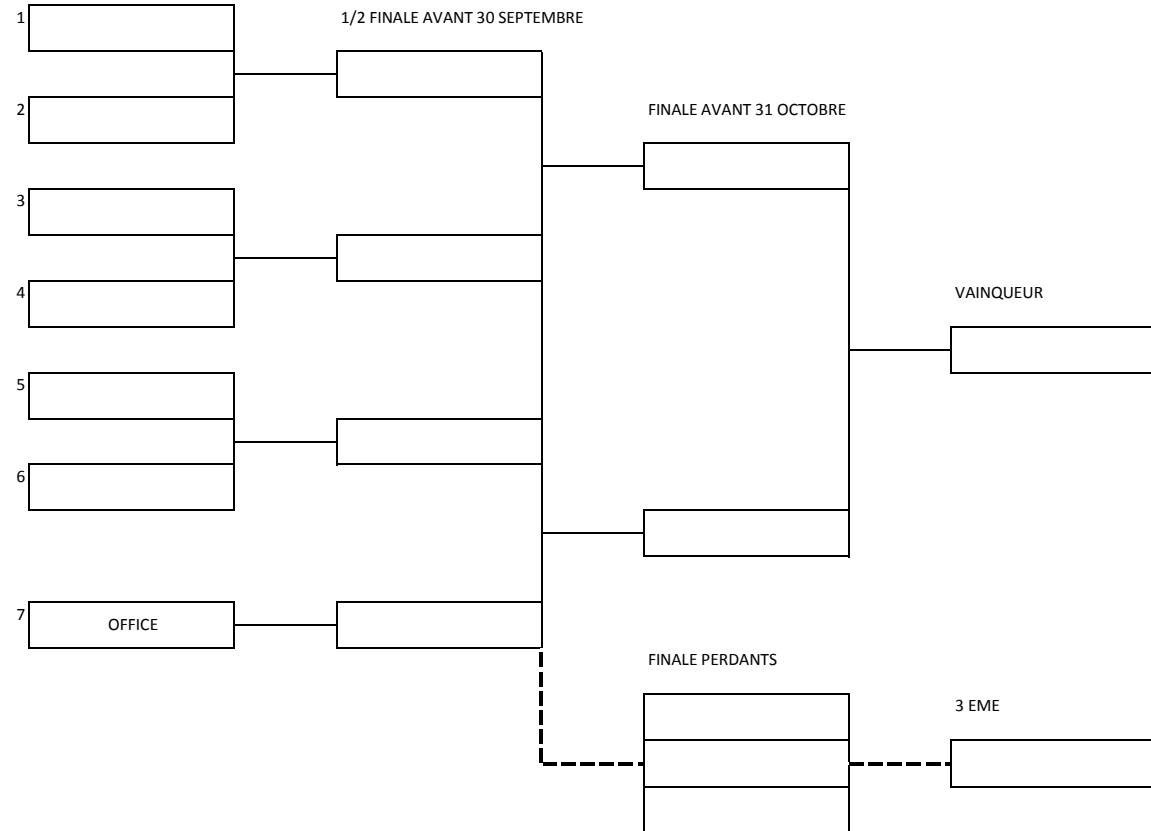 1
1/2 FINALE AVANT 30 SEPTEMBRE
2
FINALE AVANT 31 OCTOBRE
3
4
VAINQUEUR
5
6
7
OFFICE
FINALE PERDANTS
3 EME